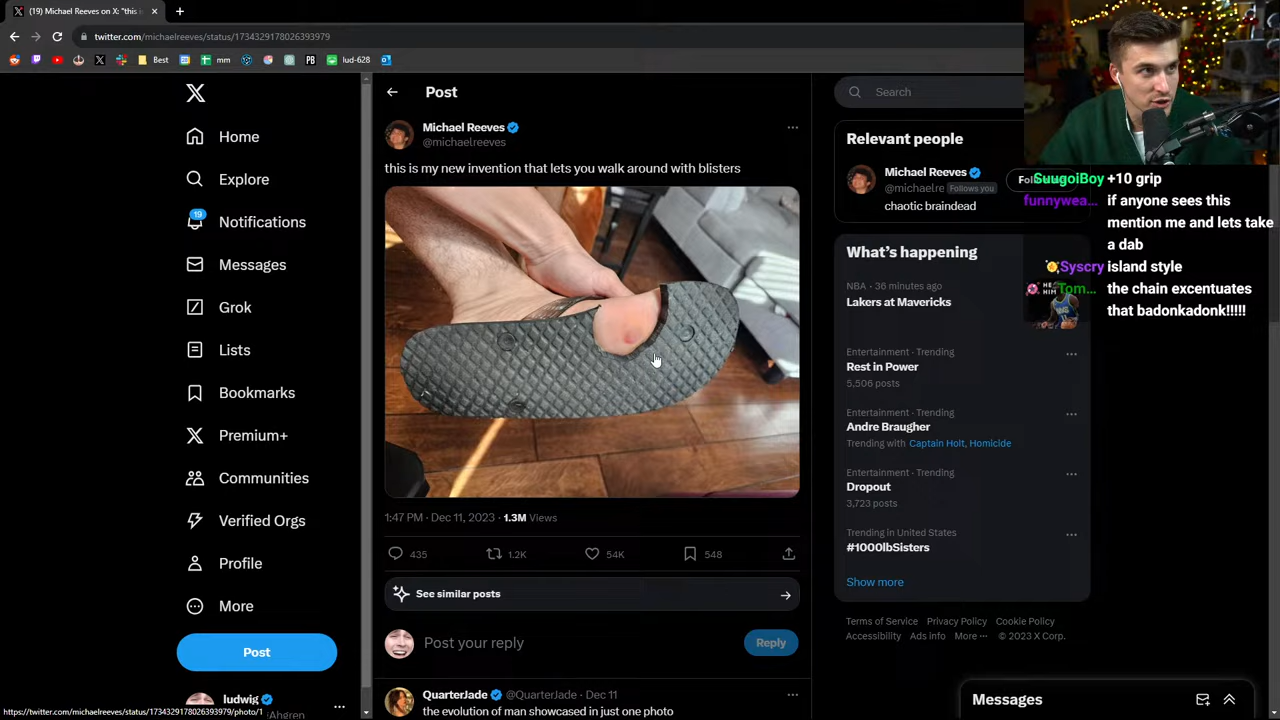 (19) Michael Reeves on X: "this is
twitter.com/michaelreeves/status/1734329178026393979
Best
mm
PB
lud-628
Home
Explore
19
Notifications
Messages
Grok
Lists
Bookmarks
Premium+
Communities
Verified Orgs
Profile
More
Post
ludwig
Ahgren
https://twitter.com/michaelreeves/status/1734329178026393979/photo/1
Post
Michael Reeves
@michaelreeves
this is my new invention that lets you walk around with blisters
1:47 PM · Dec 11, 2023 · 1.3M Views
435
1.2K
54K
548
See similar posts
Post your reply
Reply
QuarterJade @QuarterJade · Dec 11
the evolution of man showcased in just one photo
Search
Relevant people
Michael Reeves
@michaelre Follows you
chaotic braindead
What's happening
NBA · 36 minutes ago
Lakers at Mavericks
Entertainment · Trending
Rest in Power
5,506 posts
Entertainment · Trending
Andre Braugher
Trending with Captain Holt, Homicide
Entertainment · Trending
Dropout
3,723 posts
Trending in United States
#1000lbSisters
Show more
Terms of Service Privacy Policy Cookie Policy
Accessibility Ads info More ··· © 2023 X Corp.
Messages
SuugoiBoy +10 grip
funnywea... if anyone sees this
mention me and lets take
a dab
Syscry island style
HE HIM Tom... the chain excentuates
that badonkadonk!!!!!